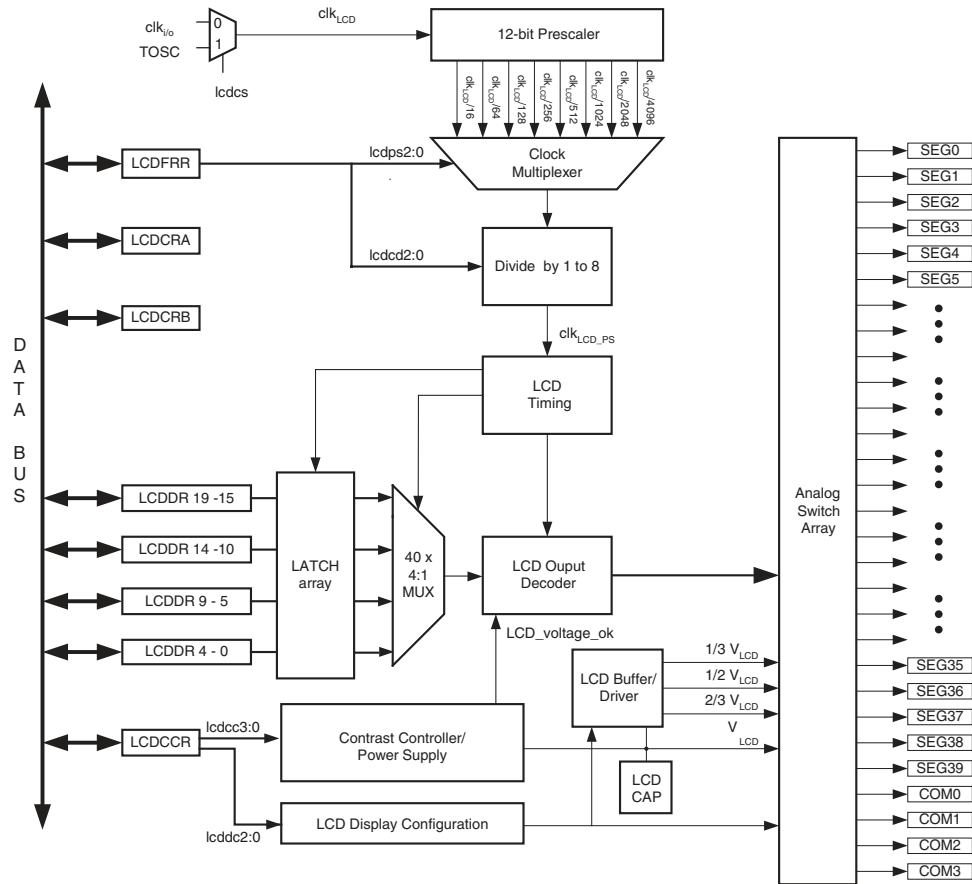 clk_i/o
TOSC
0
1
lcdcs
clk_LCD
12-bit Prescaler
clk_LCD/16
clk_LCD/64
clk_LCD/128
clk_LCD/256
clk_LCD/512
clk_LCD/1024
clk_LCD/2048
clk_LCD/4096
LCDFRR
lcdps2:0
Clock
Multiplexer
LCDCRA
lcdcd2:0
Divide by 1 to 8
LCDCRB
clk_LCD_PS
DATA BUS
LCD
Timing
LCDDR 19 -15
LCDDR 14 -10
LCDDR 9 - 5
LCDDR 4 - 0
LATCH
array
40 x
4:1
MUX
LCD Ouput
Decoder
LCD_voltage_ok
LCD Buffer/
Driver
1/3 V_LCD
1/2 V_LCD
2/3 V_LCD
V_LCD
LCDCCR
lcdcc3:0
Contrast Controller/
Power Supply
LCD
CAP
lcddc2:0
LCD Display Configuration
Analog
Switch
Array
SEG0
SEG1
SEG2
SEG3
SEG4
SEG5
SEG35
SEG36
SEG37
SEG38
SEG39
COM0
COM1
COM2
COM3